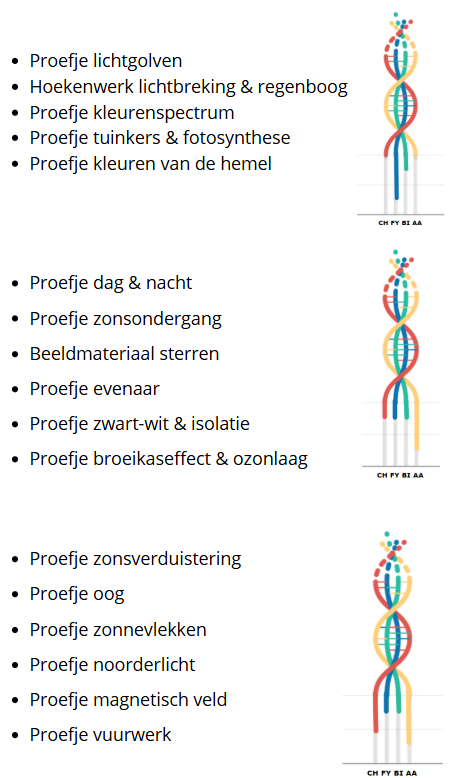 Proefje lichtgolven
Hoekenwerk lichtbreking & regenboog
Proefje kleurenspectrum
Proefje tuinkers & fotosynthese
Proefje kleuren van de hemel
CH FY BI AA
Proefje dag & nacht
Proefje zonsondergang
Beeldmateriaal sterren
Proefje evenaar
Proefje zwart-wit & isolatie
Proefje broeikaseffect & ozonlaag
CH FY BI AA
Proefje zonsverduistering
Proefje oog
Proefje zonnevlekken
Proefje noorderlicht
Proefje magnetisch veld
Proefje vuurwerk
CH FY BI AA